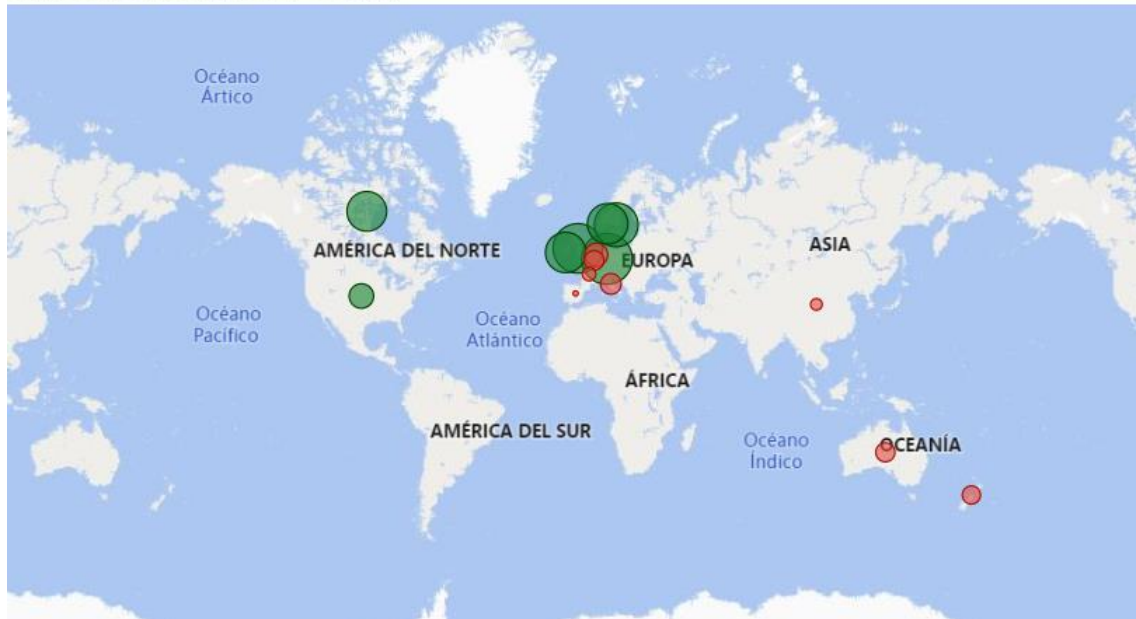 Océano
Ártico
AMÉRICA DEL NORTE
EUROPA
ASIA
Océano
Pacífico
Océano
Atlántico
ÁFRICA
AMÉRICA DEL SUR
Océano
Índico
OCEANÍA